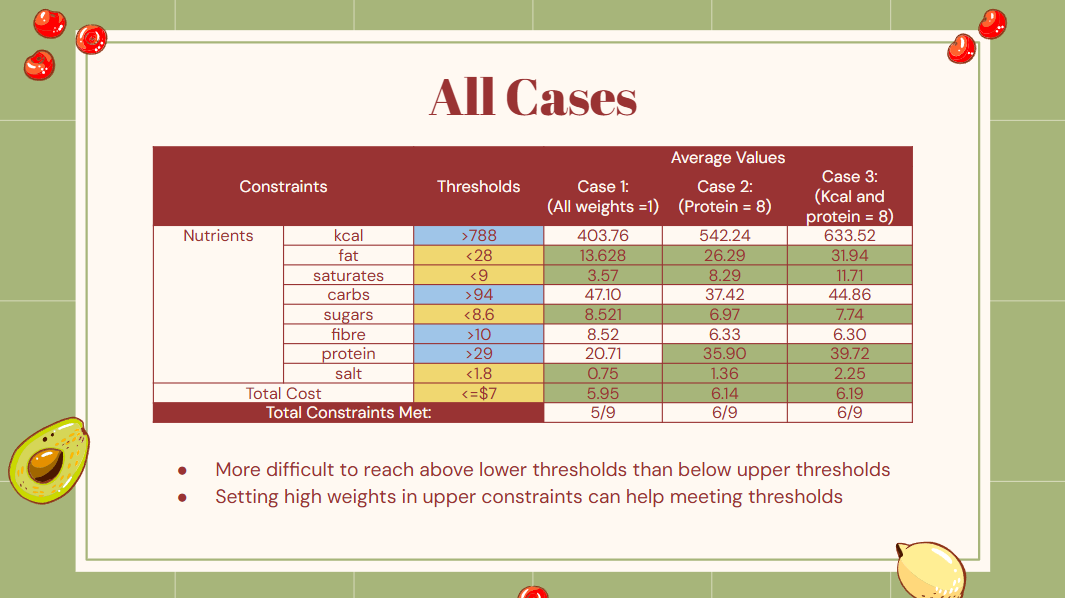 All Cases
Average Values
Constraints Thresholds Case 1: (All weights =1) Case 2: (Protein = 8) Case 3: (Kcal and protein = 8)
Nutrients kcal >788 403.76 542.24 633.52
fat <28 13.628 26.29 31.94
saturates <9 3.57 8.29 11.71
carbs >94 47.10 37.42 44.86
sugars <8.6 8.521 6.97 7.74
fibre >10 8.52 6.33 6.30
protein >29 20.71 35.90 39.72
salt <1.8 0.75 1.36 2.25
Total Cost <=$7 5.95 6.14 6.19
Total Constraints Met: 5/9 6/9 6/9
● More difficult to reach above lower thresholds than below upper thresholds
● Setting high weights in upper constraints can help meeting thresholds